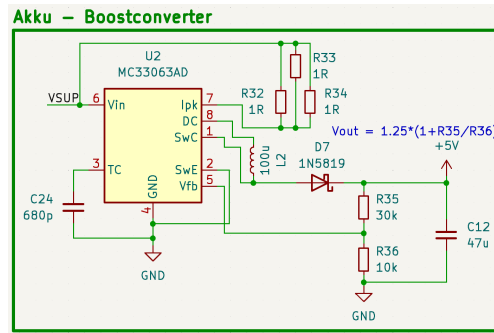 Akku – Boostconverter
U2
MC33063AD
VSUP
6
Vin
Ipk
7
DC
8
SwC
1
3
TC
SwE
2
Vfb
5
GND
4
R33
1R
R32
1R
R34
1R
Vout = 1.25*(1+R35/R36)
+5V
100u
L2
D7
1N5819
C24
680p
R35
30k
R36
10k
C12
47u
GND
GND